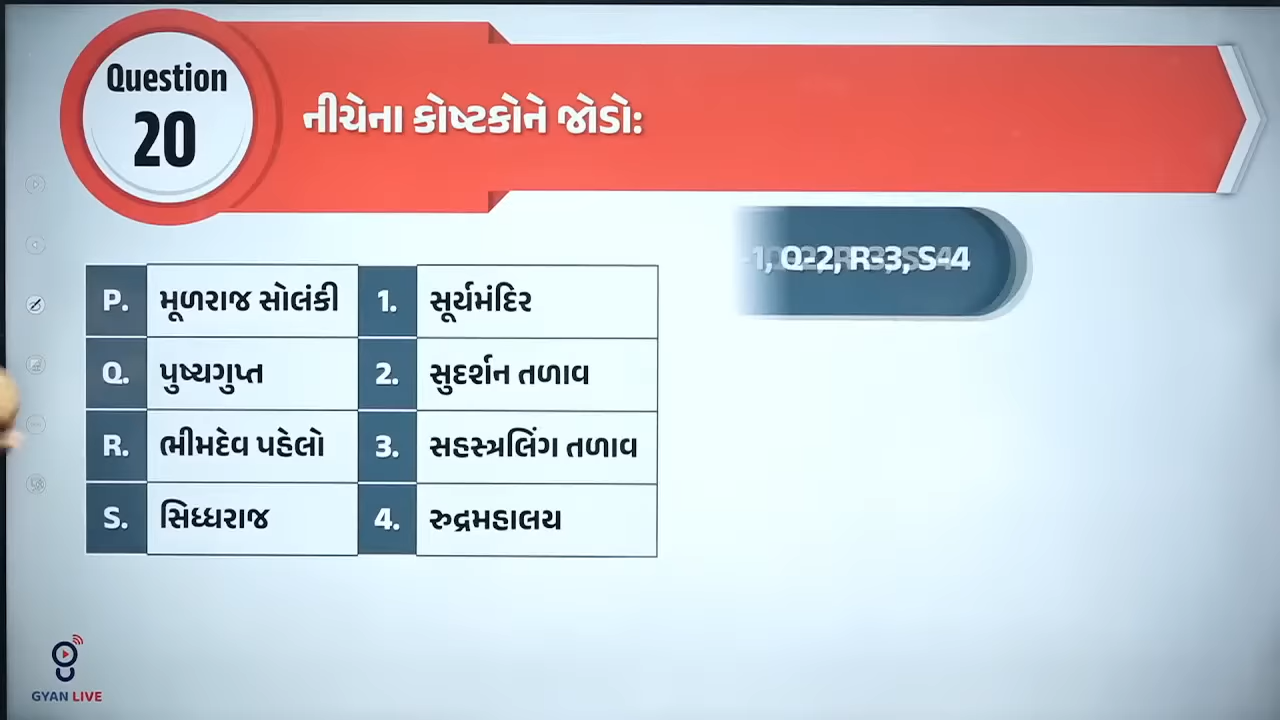 Question
20
નીચેના કોષ્ટકોને જોડો:
P. મૂળરાજ સોલંકી 1. સૂર્યમંદિર
Q. પુષ્યગુપ્ત 2. સુદર્શન તળાવ
R. ભીમદેવ પહેલો 3. સહસ્ત્રલિંગ તળાવ
S. સિધ્ધરાજ 4. રુદ્રમહાલય
-1, Q-2, R-3, S-4
GYAN LIVE